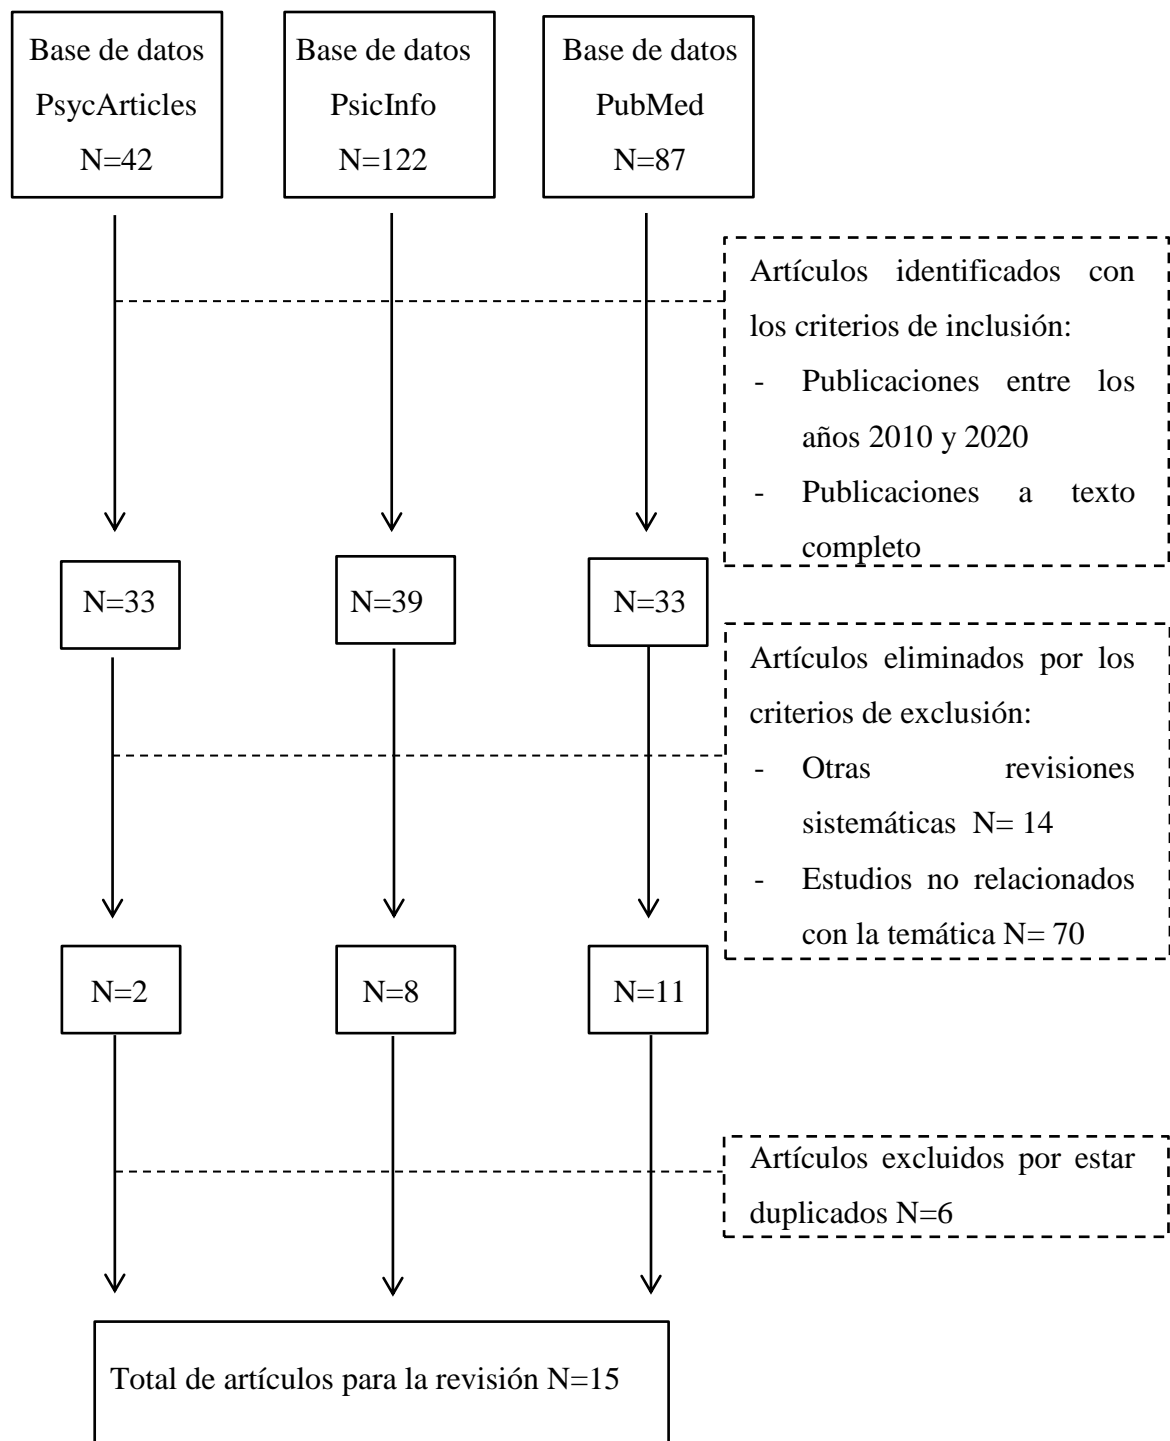 Base de datos
PsycArticles
N=42
Base de datos
PsicInfo
N=122
Base de datos
PubMed
N=87
Artículos identificados con
los criterios de inclusión:
- Publicaciones entre los
años 2010 y 2020
- Publicaciones a texto
completo
N=33
N=39
N=33
Artículos eliminados por los
criterios de exclusión:
- Otras revisiones
sistemáticas N= 14
- Estudios no relacionados
con la temática N= 70
N=2
N=8
N=11
Artículos excluidos por estar
duplicados N=6
Total de artículos para la revisión N=15